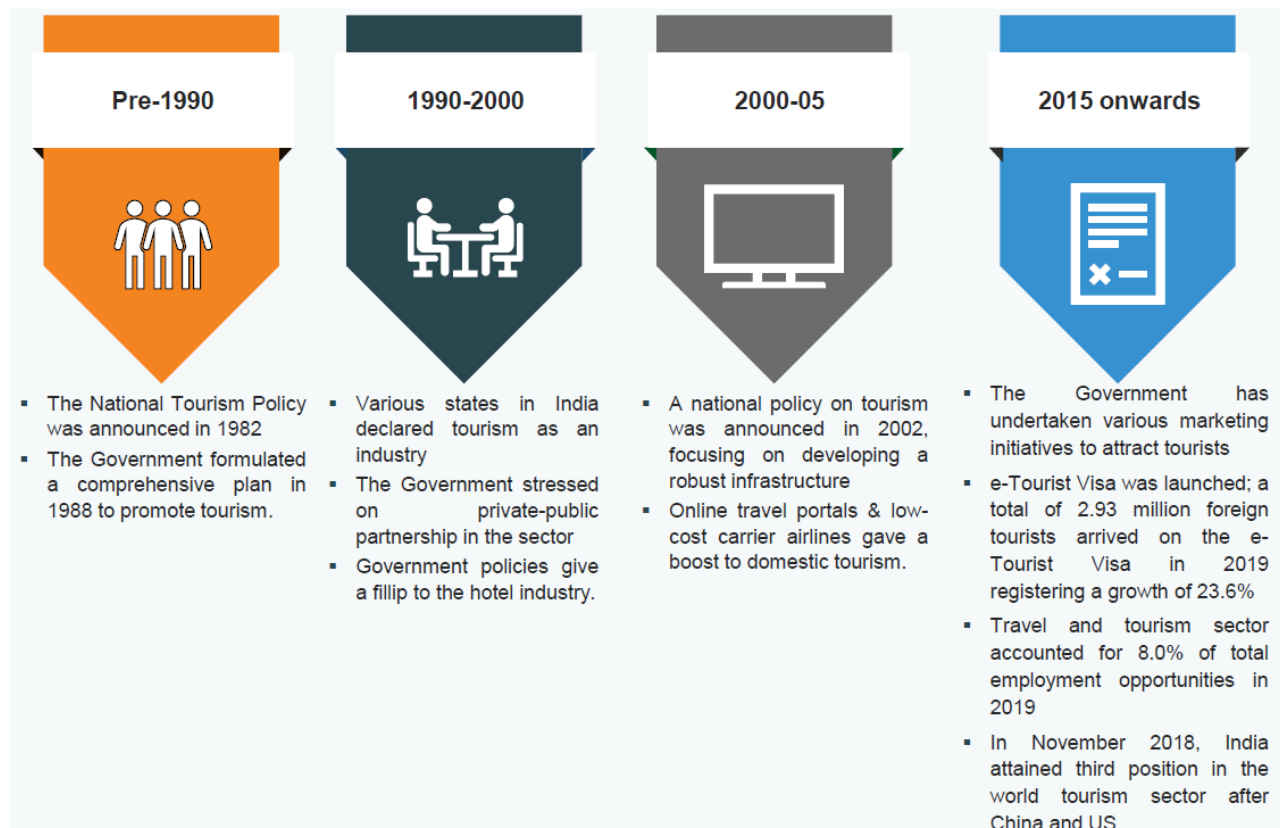 Pre-1990
▪ The National Tourism Policy
was announced in 1982
▪ The Government formulated
a comprehensive plan in
1988 to promote tourism.
1990-2000
▪ Various states in India
declared tourism as an
industry
▪ The Government stressed
on private-public
partnership in the sector
▪ Government policies give
a fillip to the hotel industry.
2000-05
▪ A national policy on tourism
was announced in 2002,
focusing on developing a
robust infrastructure
▪ Online travel portals & low-
cost carrier airlines gave a
boost to domestic tourism.
2015 onwards
▪ The Government has
undertaken various marketing
initiatives to attract tourists
▪ e-Tourist Visa was launched; a
total of 2.93 million foreign
tourists arrived on the e-
Tourist Visa in 2019
registering a growth of 23.6%
▪ Travel and tourism sector
accounted for 8.0% of total
employment opportunities in
2019
▪ In November 2018, India
attained third position in the
world tourism sector after
China and US